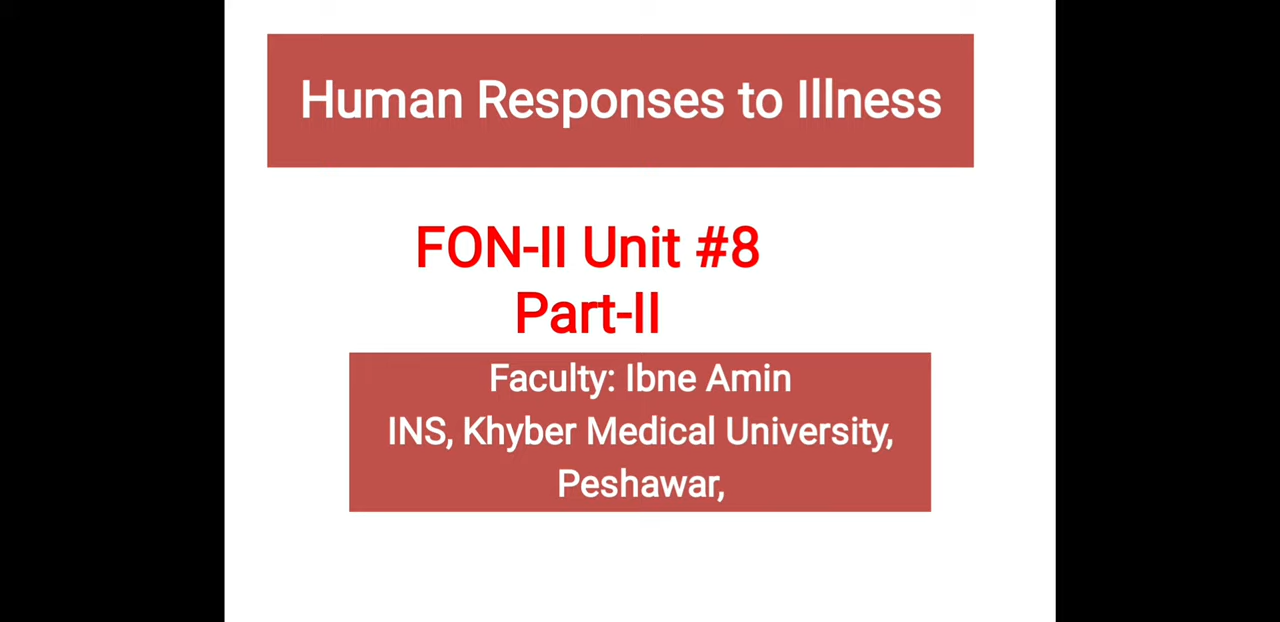 Human Responses to Illness
FON-II Unit #8
Part-II
Faculty: Ibne Amin
INS, Khyber Medical University,
Peshawar,